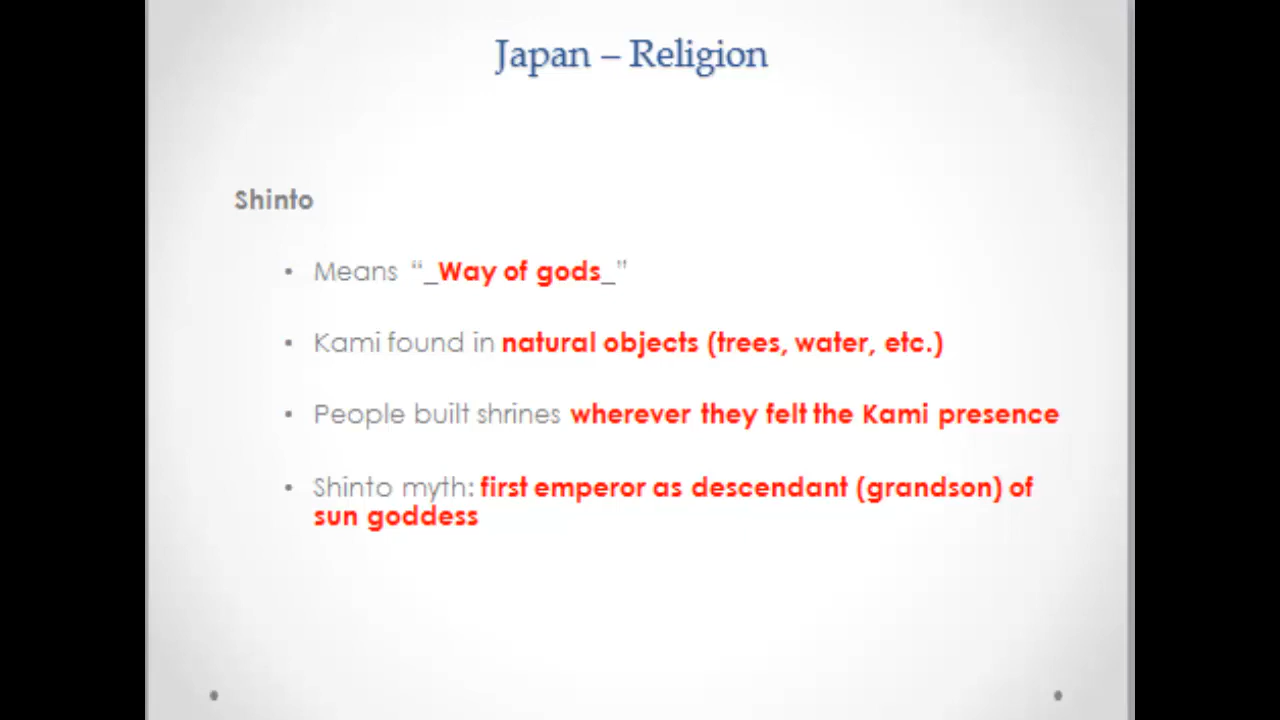 Japan – Religion
Shinto
• Means “_Way of gods_”
• Kami found in natural objects (trees, water, etc.)
• People built shrines wherever they felt the Kami presence
• Shinto myth: first emperor as descendant (grandson) of
sun goddess